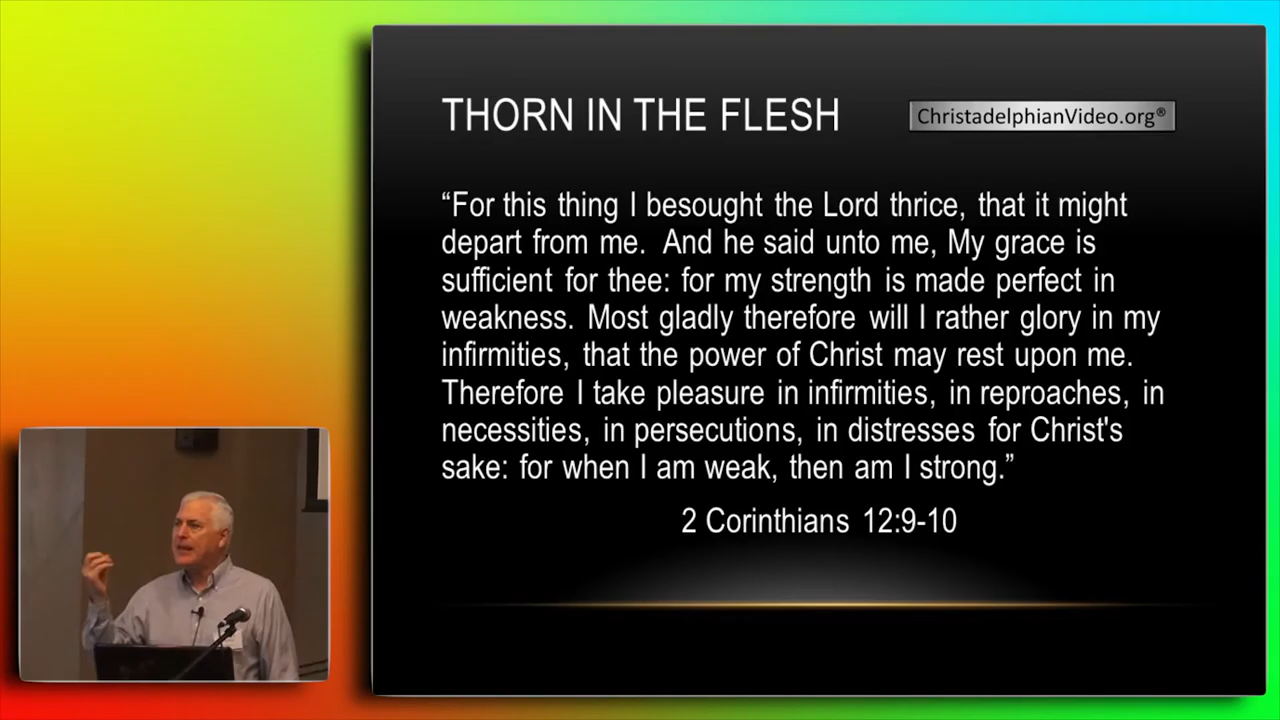 THORN IN THE FLESH
ChristadelphianVideo.org®
“For this thing I besought the Lord thrice, that it might
depart from me. And he said unto me, My grace is
sufficient for thee: for my strength is made perfect in
weakness. Most gladly therefore will I rather glory in my
infirmities, that the power of Christ may rest upon me.
Therefore I take pleasure in infirmities, in reproaches, in
necessities, in persecutions, in distresses for Christ's
sake: for when I am weak, then am I strong.”
2 Corinthians 12:9-10